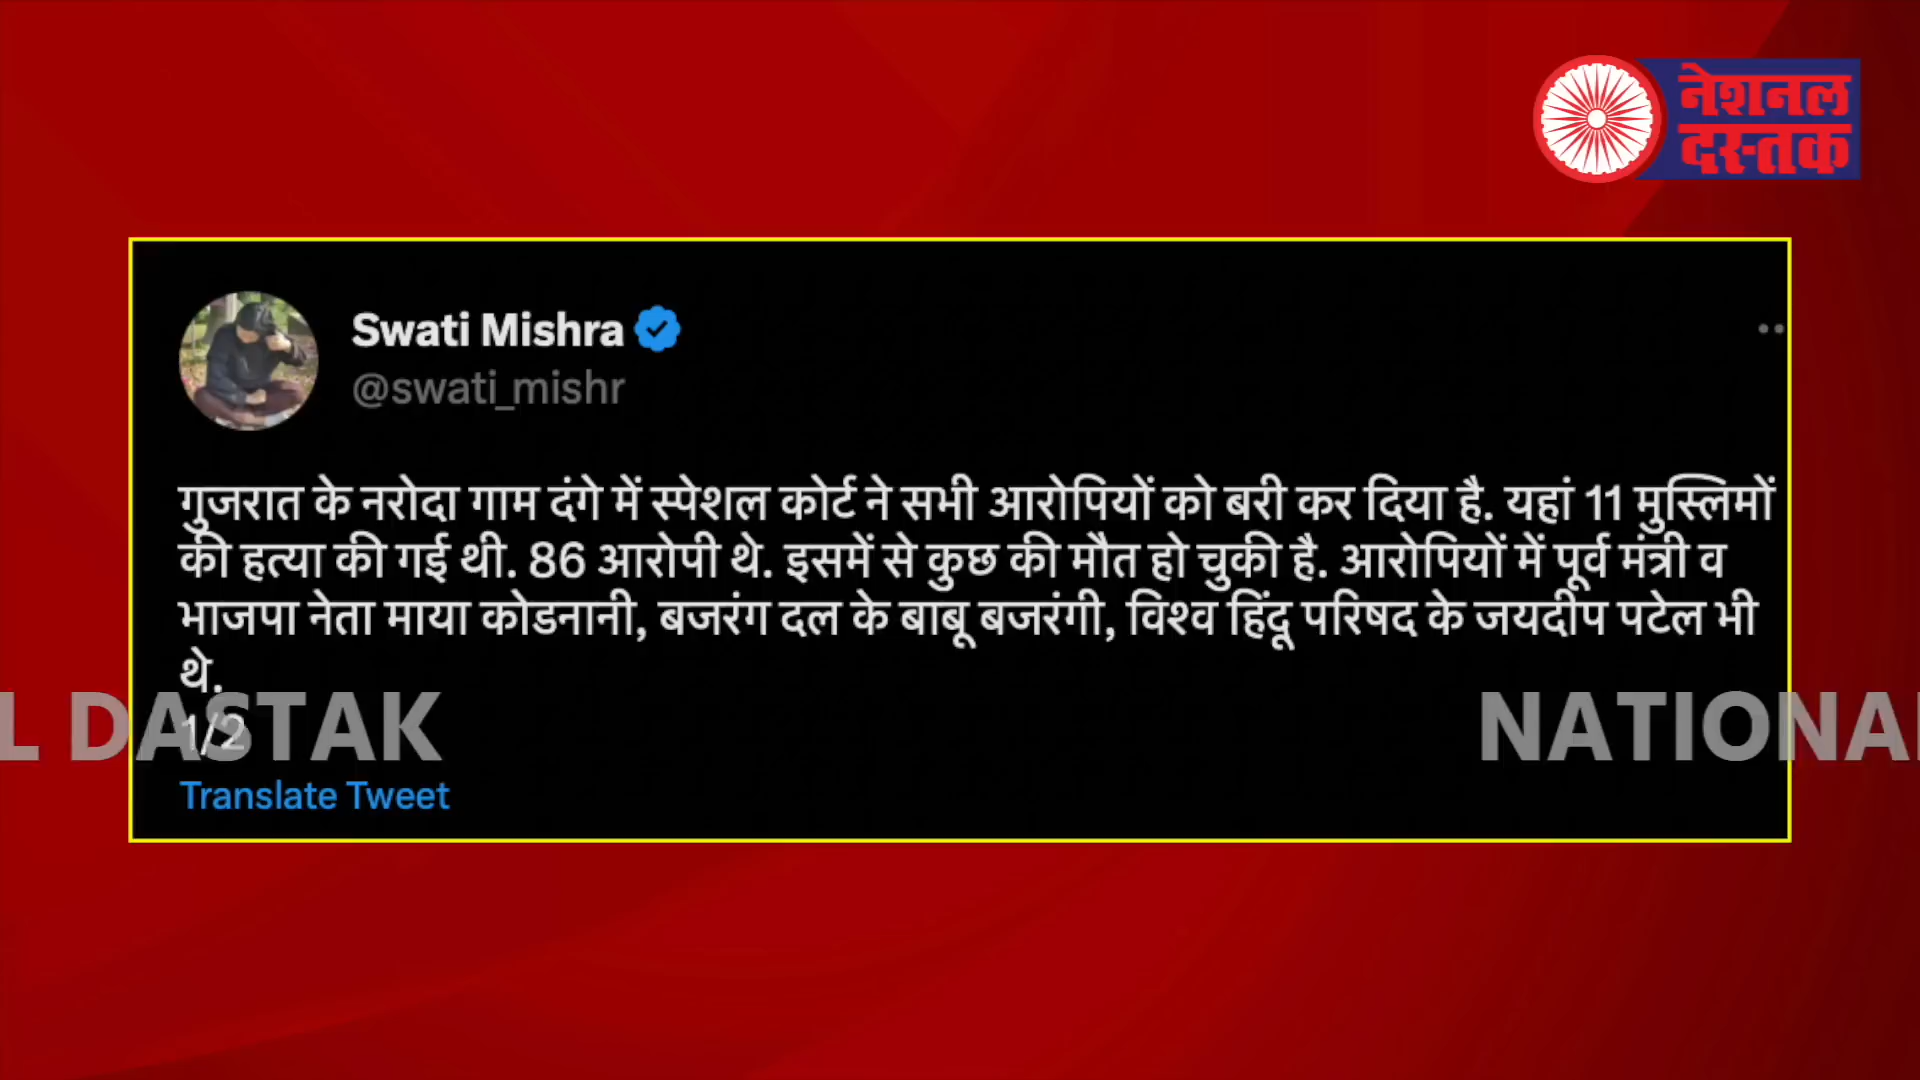 नेशनल
दस्तक
Swati Mishra
@swati_mishr
गुजरात के नरोदा गाम दंगे में स्पेशल कोर्ट ने सभी आरोपियों को बरी कर दिया है. यहां 11 मुस्लिमों
की हत्या की गई थी. 86 आरोपी थे. इसमें से कुछ की मौत हो चुकी है. आरोपियों में पूर्व मंत्री व
भाजपा नेता माया कोडनानी, बजरंग दल के बाबू बजरंगी, विश्व हिंदू परिषद के जयदीप पटेल भी
थे.
L DASTAK
NATIONA
1/2
Translate Tweet